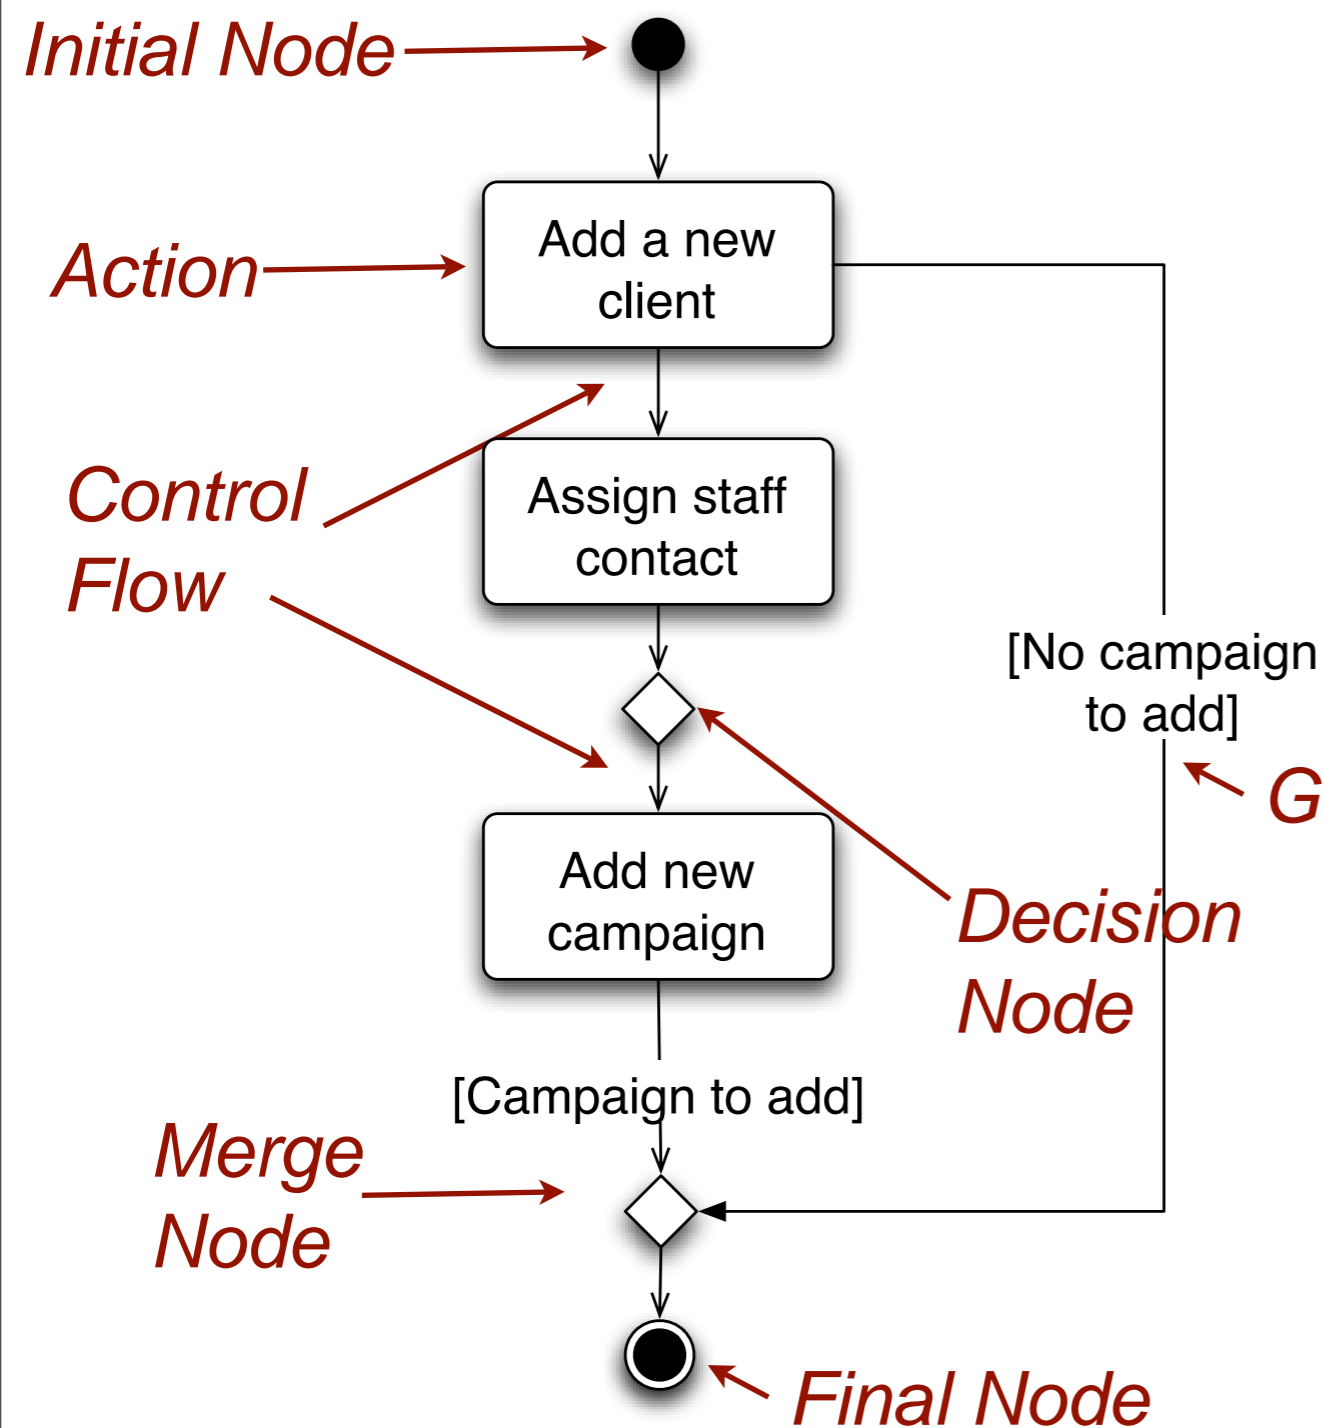 Initial Node
Add a new
client
Action
Control
Flow
Assign staff
contact
[No campaign
to add]
G
Add new
campaign
Decision
Node
[Campaign to add]
Merge
Node
Final Node